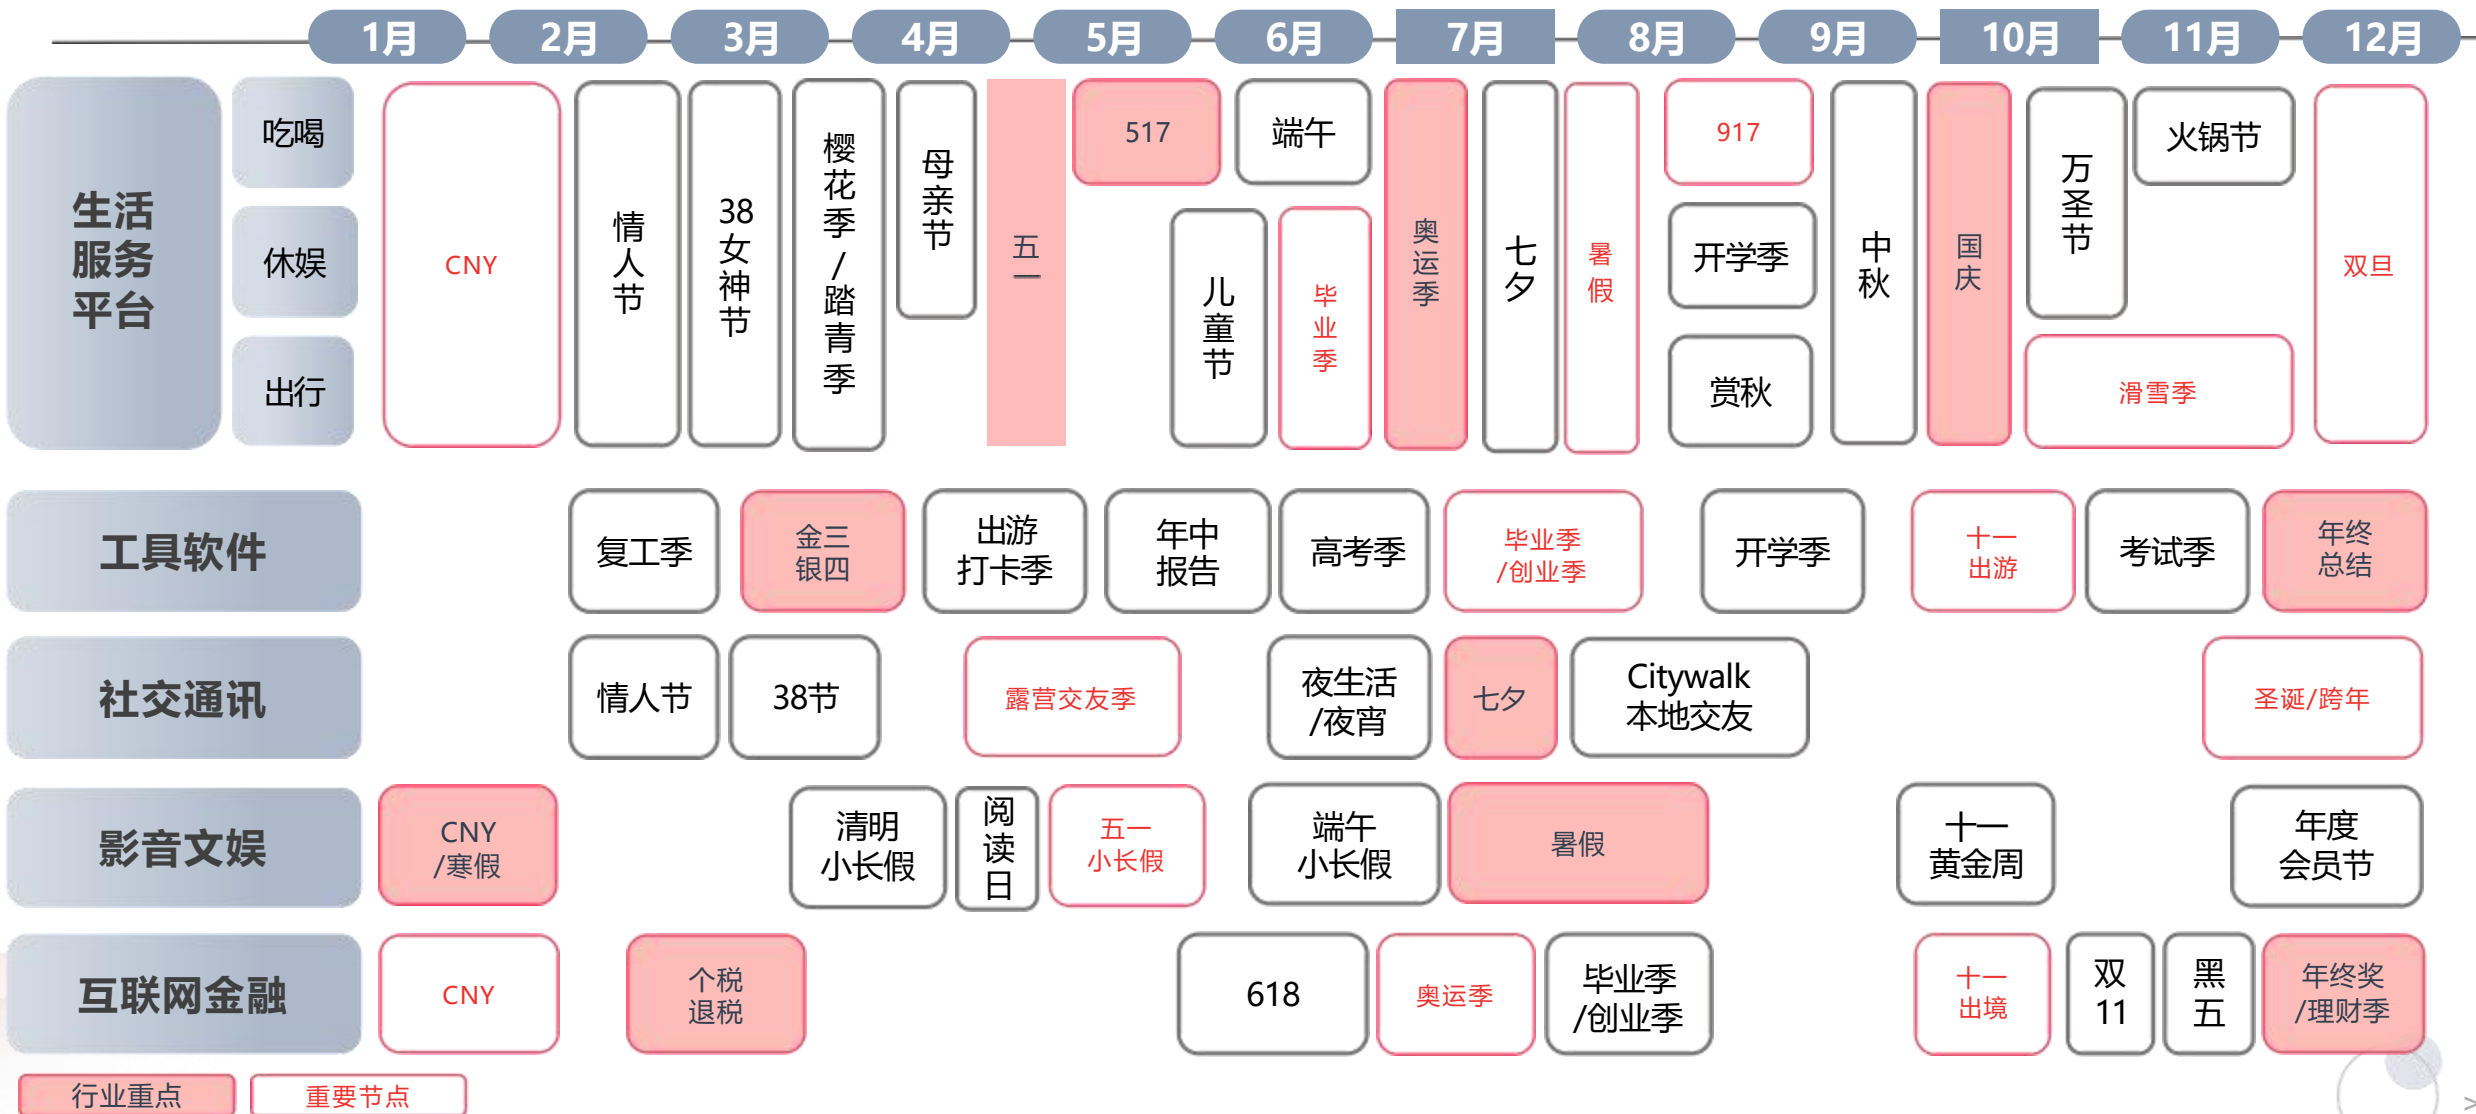 1月
2月
3月
4月
5月
6月
7月
8月
9月
10月
11月
12月
生活
服务
平台
吃喝
休娱
出行
CNY
情人节
38女神节
樱花季/踏青季
母亲节
五一
517
端午
儿童节
毕业季
奥运季
七夕
暑假
917
开学季
赏秋
中秋
国庆
万圣节
火锅节
滑雪季
双旦
工具软件
复工季
金三
银四
出游
打卡季
年中
报告
高考季
毕业季
/创业季
开学季
十一
出游
考试季
年终
总结
社交通讯
情人节
38节
露营交友季
夜生活
/夜宵
七夕
Citywalk
本地交友
圣诞/跨年
影音文娱
CNY
/寒假
清明
小长假
阅读日
五一
小长假
端午
小长假
暑假
十一
黄金周
年度
会员节
互联网金融
CNY
个税
退税
618
奥运季
毕业季
/创业季
十一
出境
双
11
黑五
年终奖
/理财季
行业重点
重要节点
>